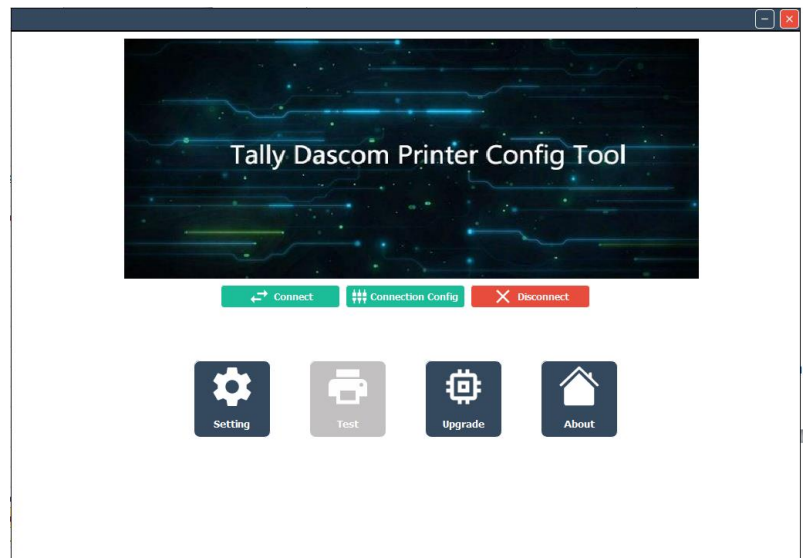 Tally Dascom Printer Config Tool
Connect Connection Config Disconnect
Setting Test Upgrade About